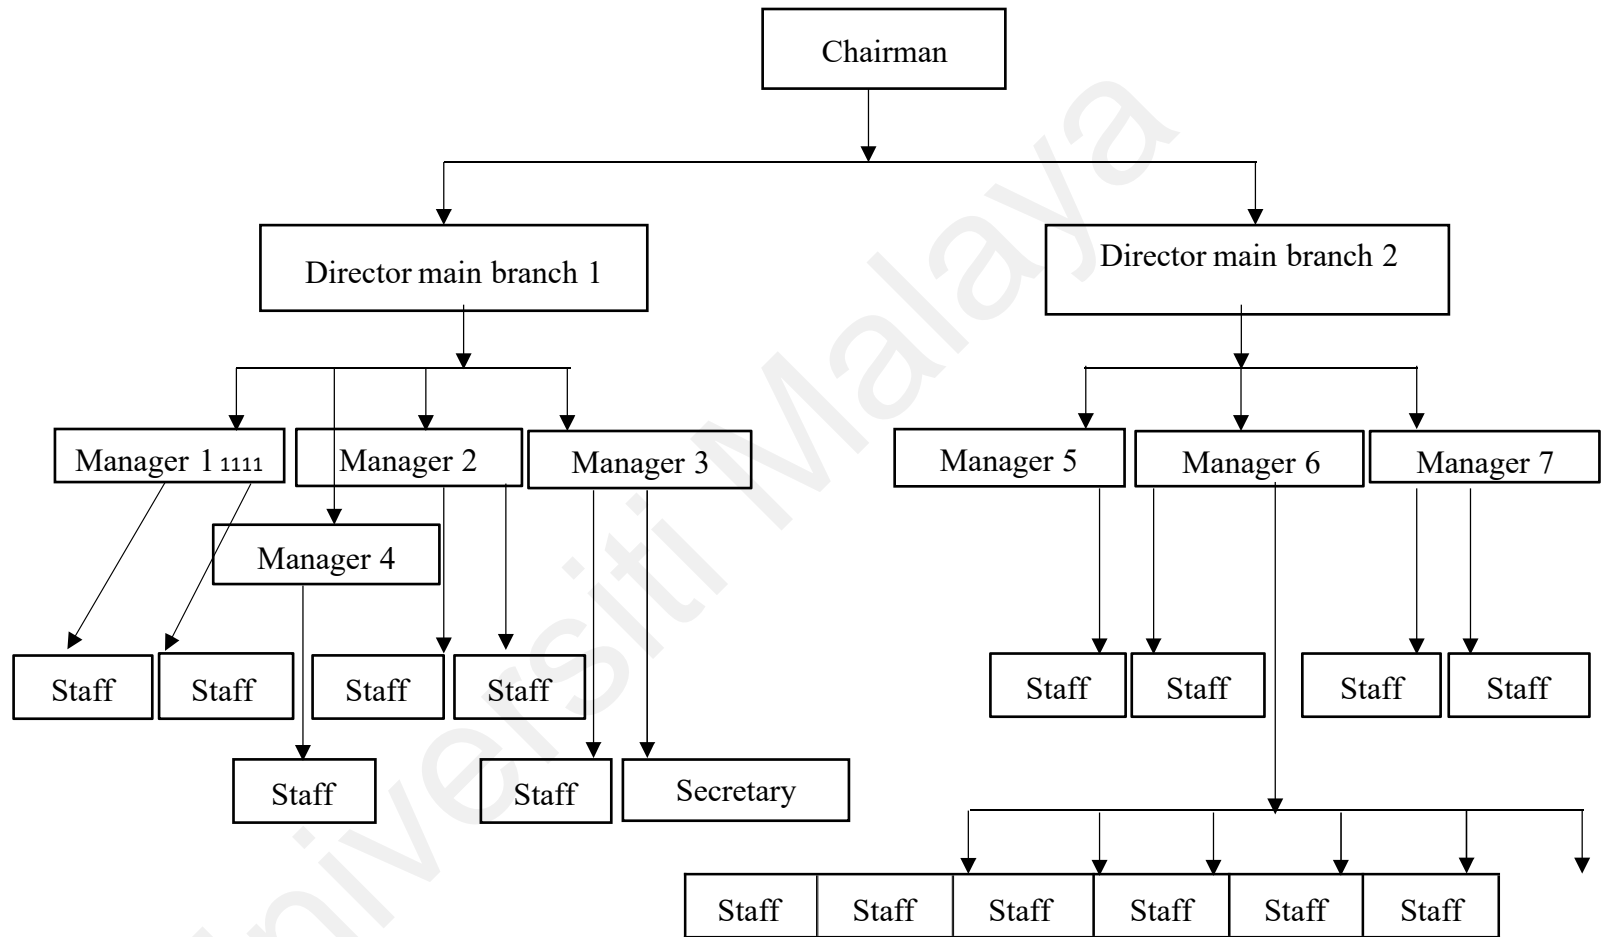 Chairman
Director main branch 1
Director main branch 2
Manager 1 1111
Manager 2
Manager 3
Manager 5
Manager 6
Manager 7
Manager 4
Staff
Staff
Staff
Staff
Staff
Staff
Staff
Staff
Staff
Staff
Secretary
Staff
Staff
Staff
Staff
Staff
Staff
Universiti Malaya